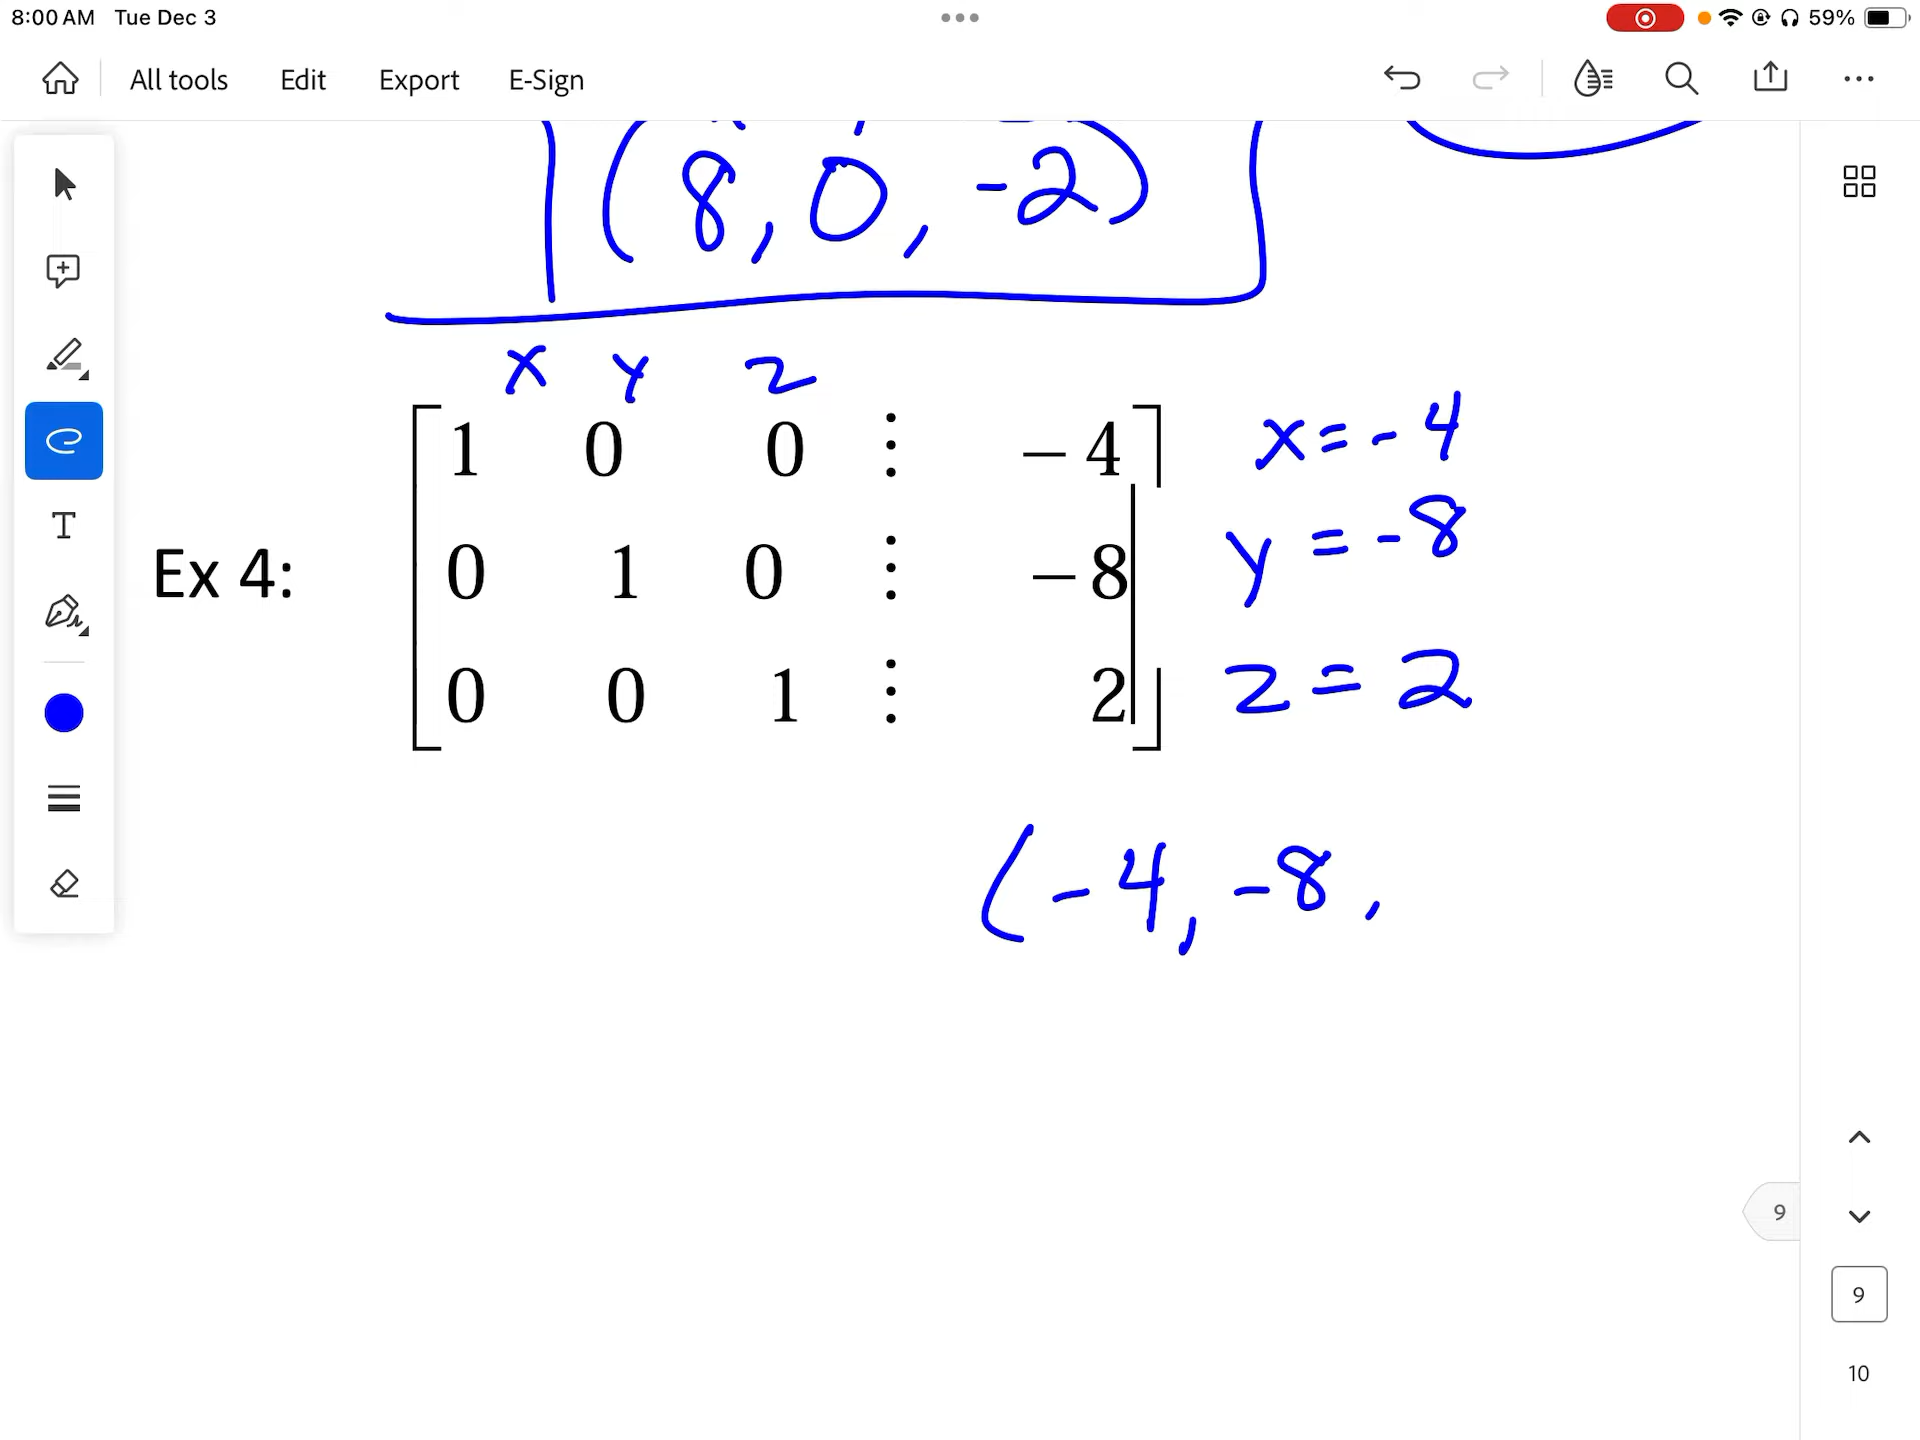 8:00 AM Tue Dec 3 59%
All tools Edit Export E-Sign
(8, 0, -2)
x y z
1 0 0 ⋮ − 4 x = - 4
Ex 4: 0 1 0 ⋮ − 8 y = - 8
0 0 1 ⋮ 2 z = 2
(- 4, - 8,
T
9
9
10